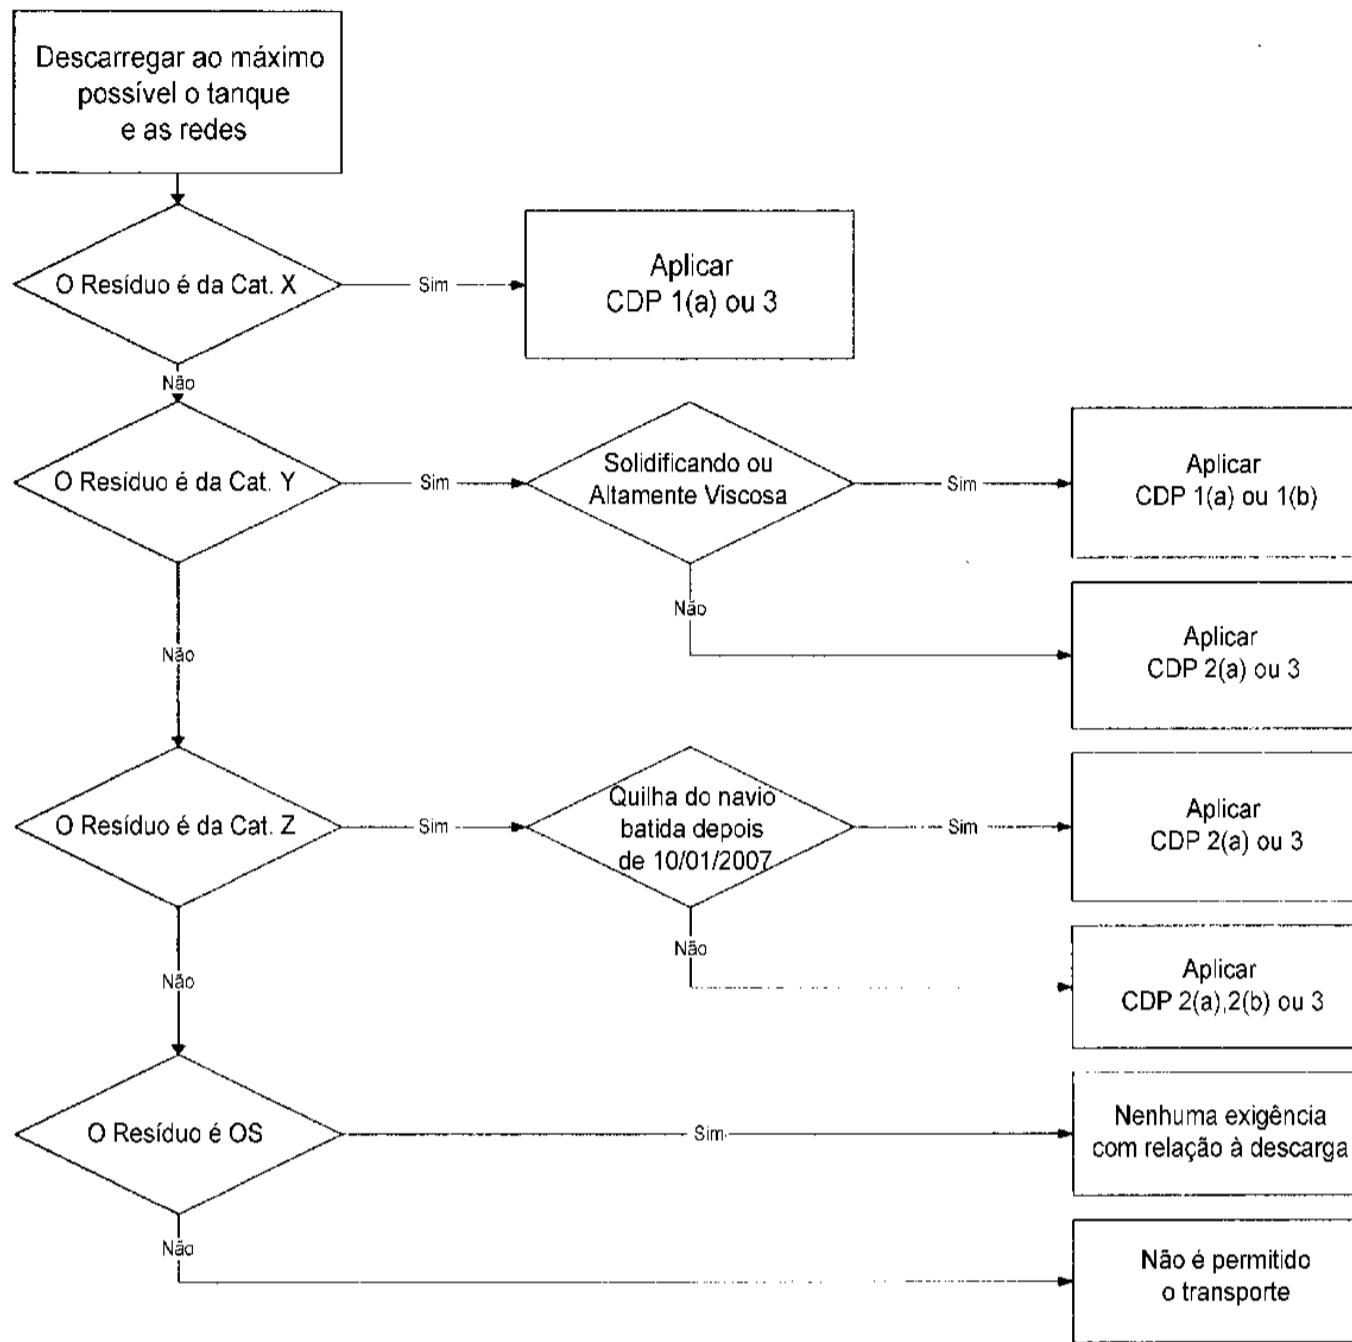 Descarregar ao máximo
possível o tanque
e as redes
O Resíduo é da Cat. X
Sim
Aplicar
CDP 1(a) ou 3
Não
O Resíduo é da Cat. Y
Sim
Solidificando ou
Altamente Viscosa
Sim
Aplicar
CDP 1(a) ou 1(b)
Não
Aplicar
CDP 2(a) ou 3
Não
O Resíduo é da Cat. Z
Sim
Quilha do navio
batida depois
de 10/01/2007
Sim
Aplicar
CDP 2(a) ou 3
Não
Aplicar
CDP 2(a),2(b) ou 3
Não
O Resíduo é OS
Sim
Nenhuma exigência
com relação à descarga
Não
Não é permitido
o transporte